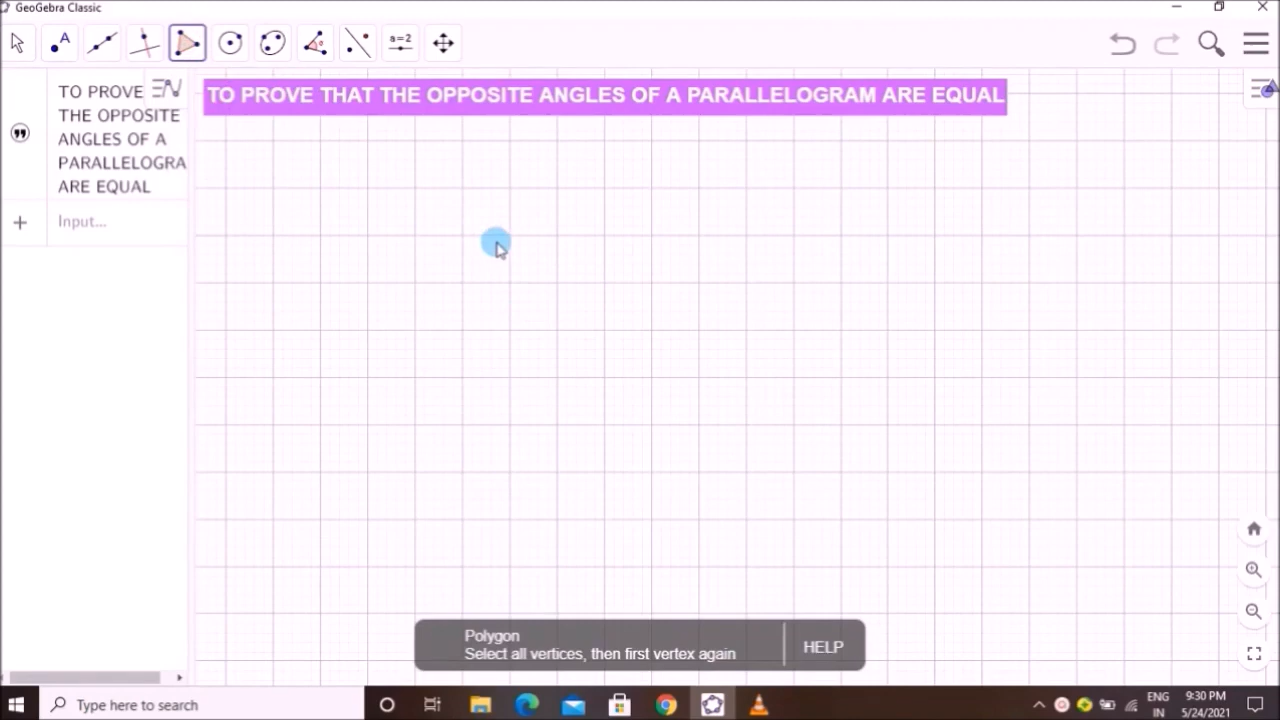 GeoGebra Classic
A
a=2
TO PROVE THAT THE OPPOSITE ANGLES OF A PARALLELOGRAM ARE EQUAL
TO PROVE
THE OPPOSITE
ANGLES OF A
PARALLELOGRA
ARE EQUAL
Input...
Polygon
Select all vertices, then first vertex again
HELP
Type here to search
ENG
IN
9:30 PM
5/24/2021